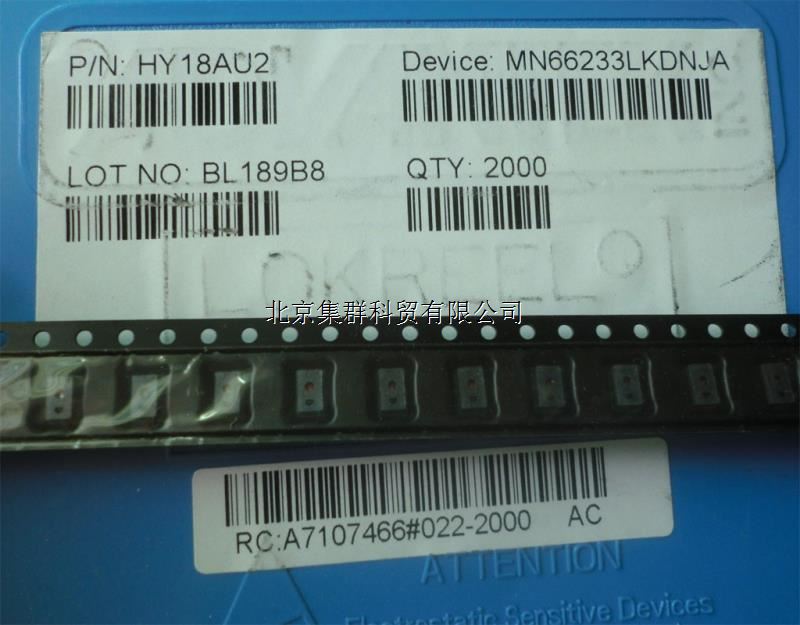 P/N: HY18AU2
Device: MN66233LKDNJA
LOT NO: BL189B8
QTY: 2000
LOKREEL
北京集群科贸有限公司
RC:A7107466#022-2000 AC
ATTENTION
Electrostatic Sensitive Devices